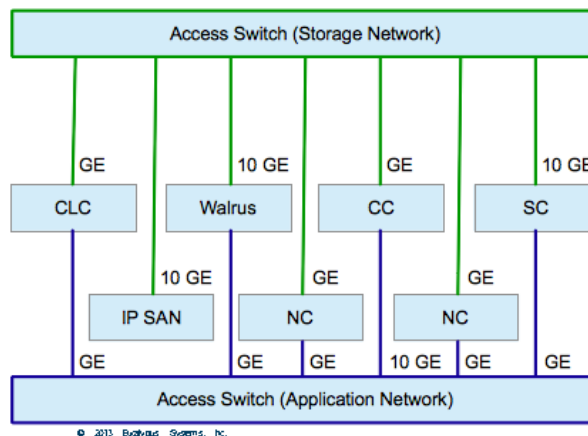 Access Switch (Storage Network)
GE
10 GE
GE
10 GE
CLC
Walrus
CC
SC
10 GE
GE
GE
IP SAN
NC
NC
GE
GE
GE
10 GE
GE
GE
Access Switch (Application Network)
© 2013 Eucalyptus Systems, Inc.